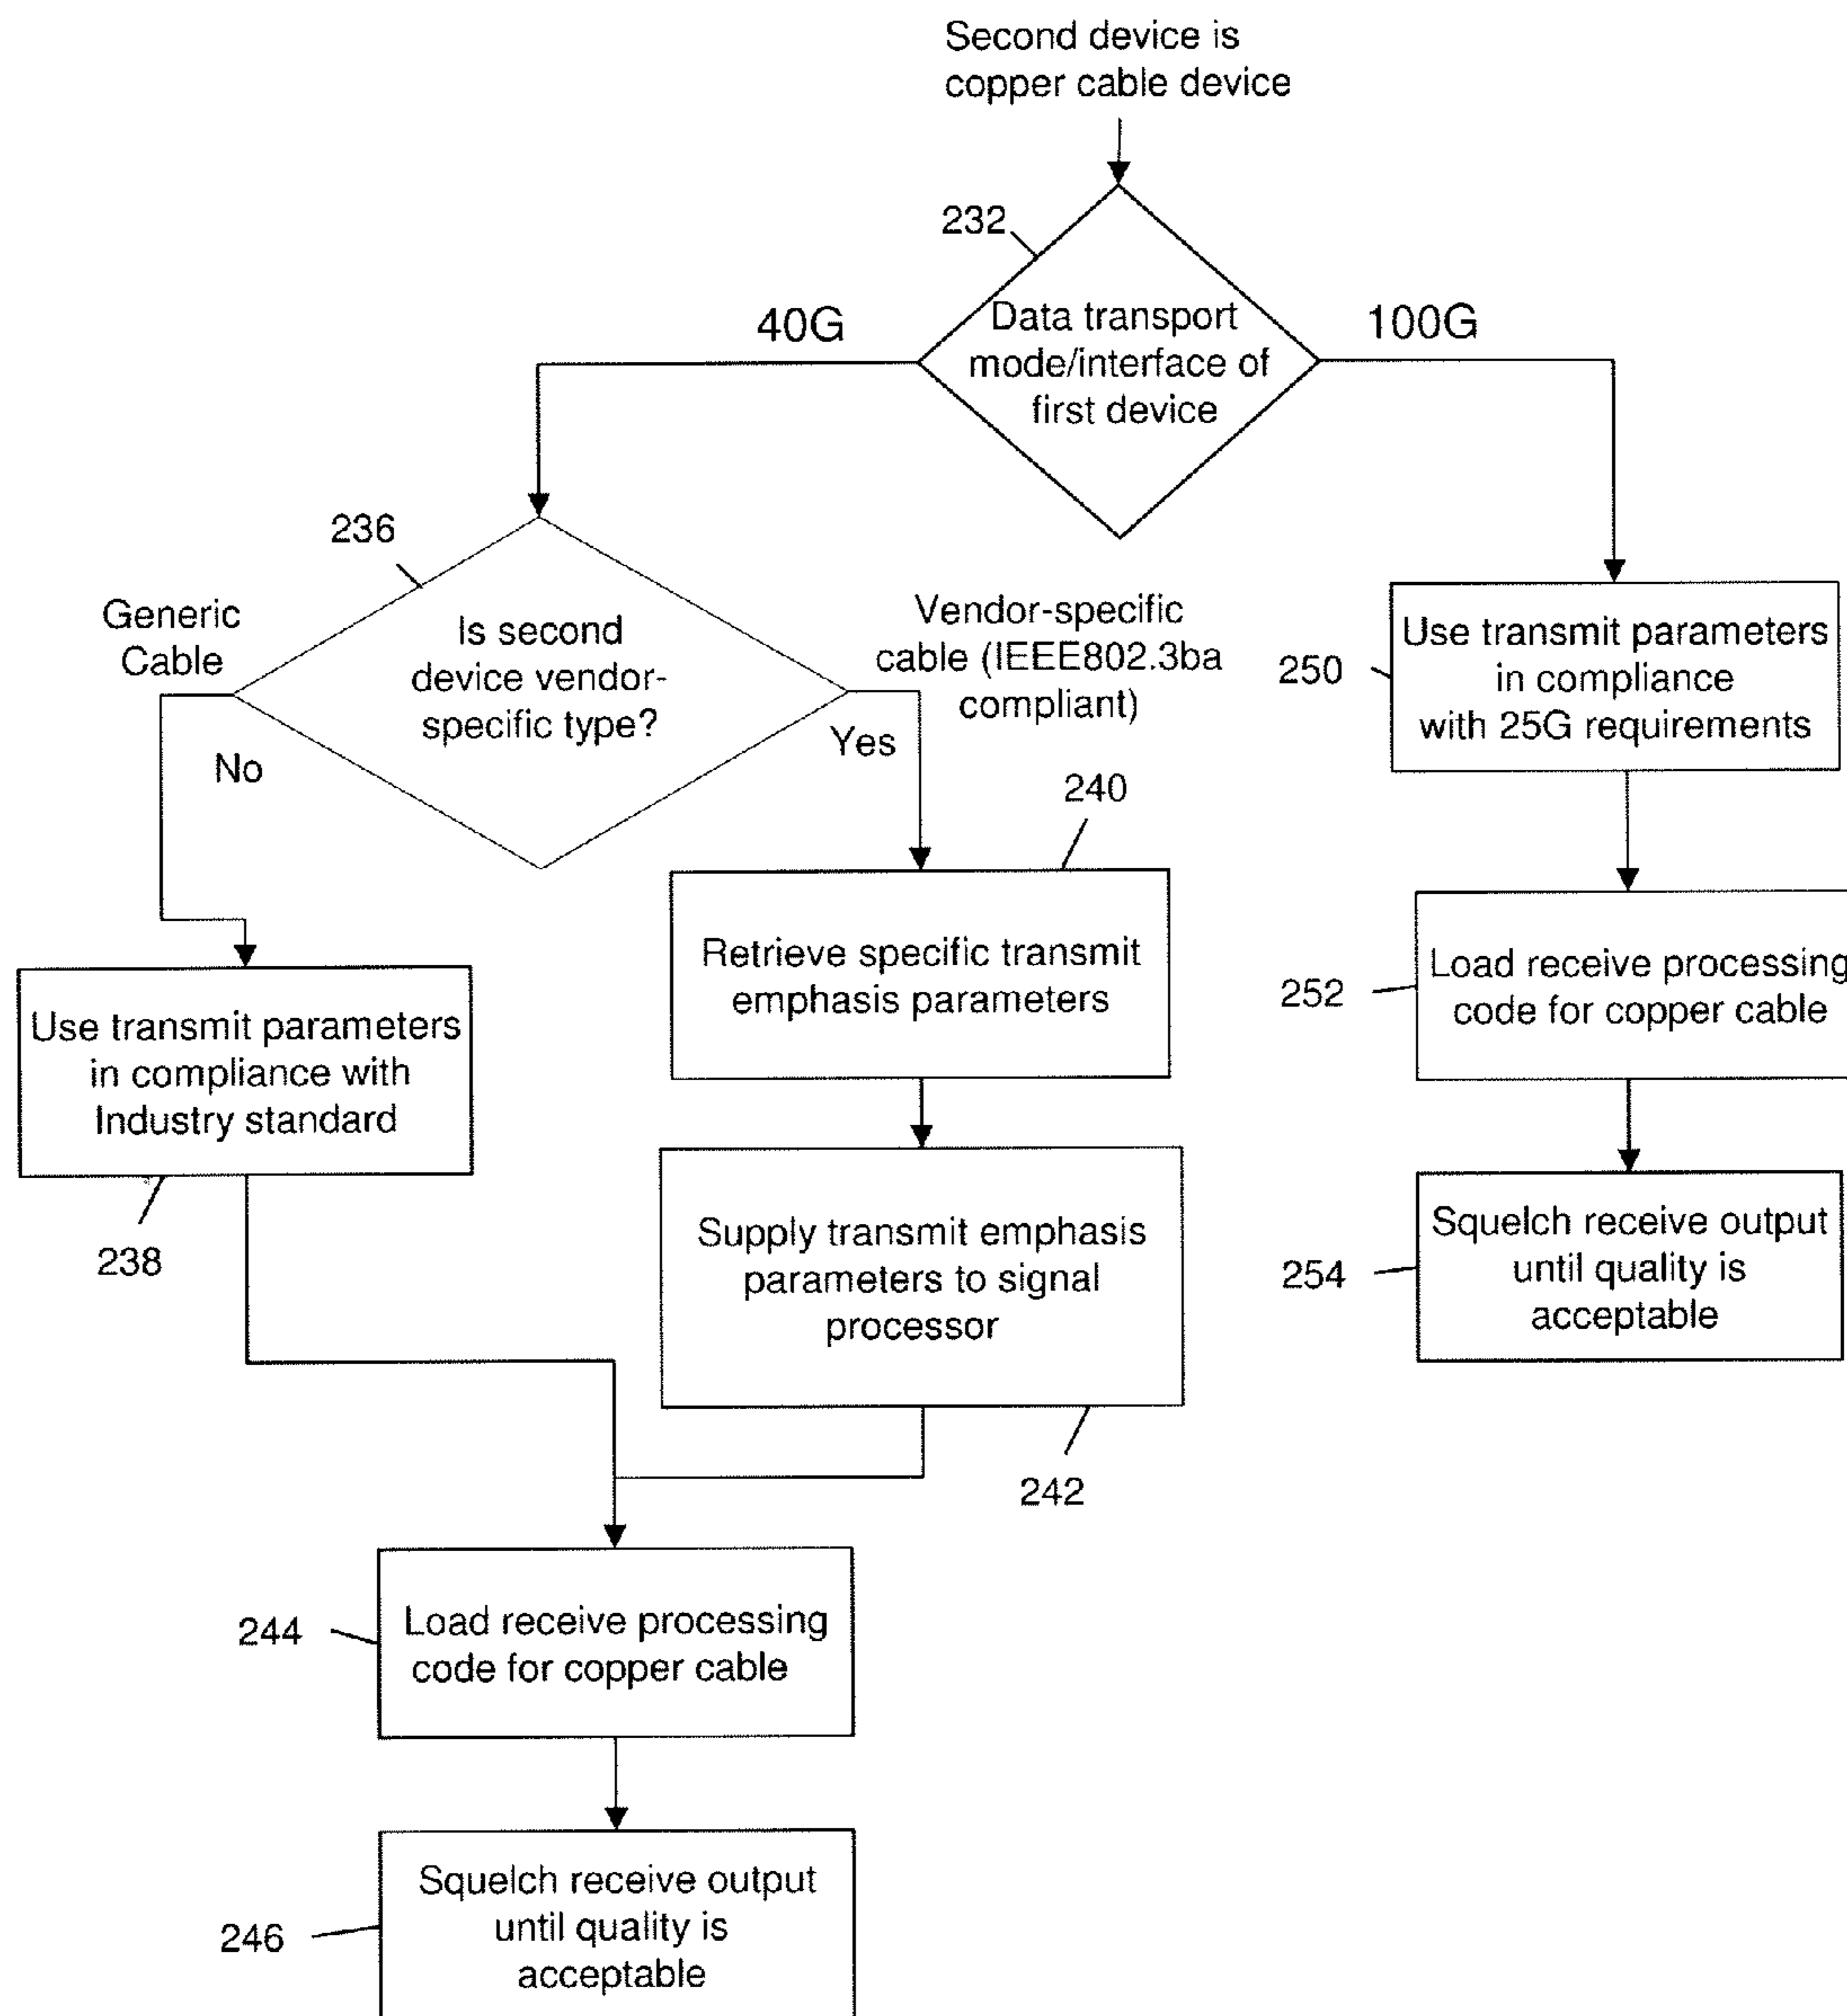 Second device is
copper cable device
232
Data transport
mode/interface of
first device
40G
100G
236
Is second
device vendor-
specific type?
Generic
Cable
No
Vendor-specific
cable (IEEE802.3ba
compliant)
Yes
250
Use transmit parameters
in compliance
with 25G requirements
240
Retrieve specific transmit
emphasis parameters
252
Load receive processing
code for copper cable
Use transmit parameters
in compliance with
Industry standard
238
Supply transmit emphasis
parameters to signal
processor
242
254
Squelch receive output
until quality is
acceptable
244
Load receive processing
code for copper cable
246
Squelch receive output
until quality is
acceptable